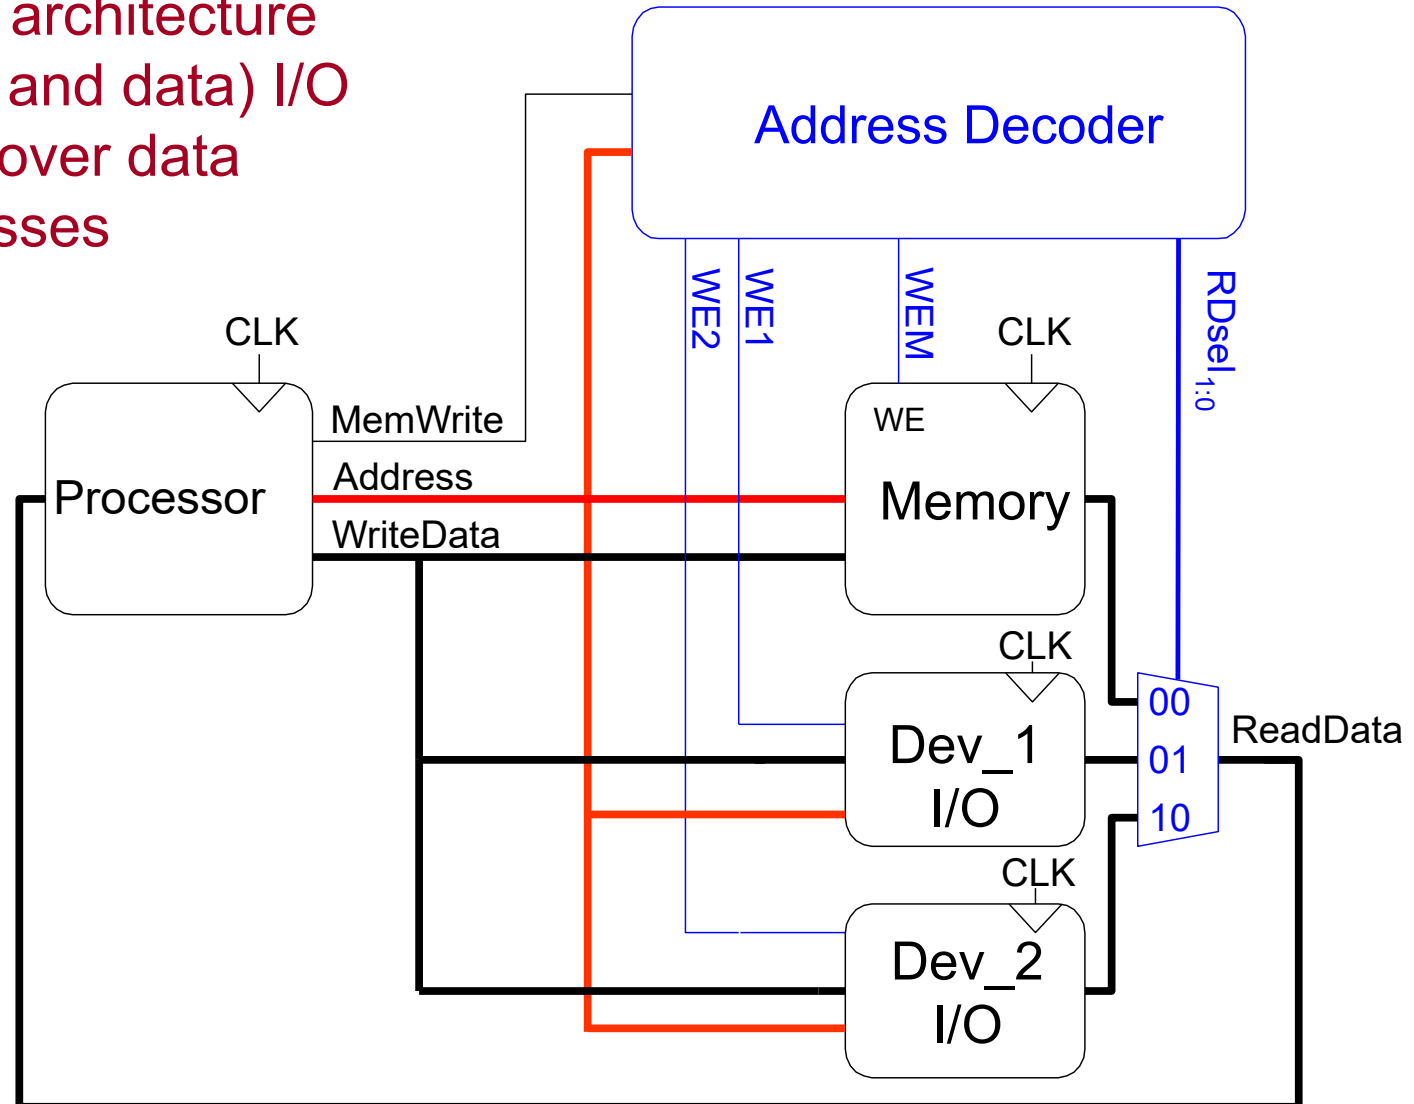 architecture
and data) I/O
over data
Address Decoder
WE2
WE1
WEM
RDsel1:0
CLK
CLK
MemWrite
WE
Address
Processor
Memory
WriteData
CLK
00
Dev_1
ReadData
01
I/O
10
CLK
Dev_2
I/O